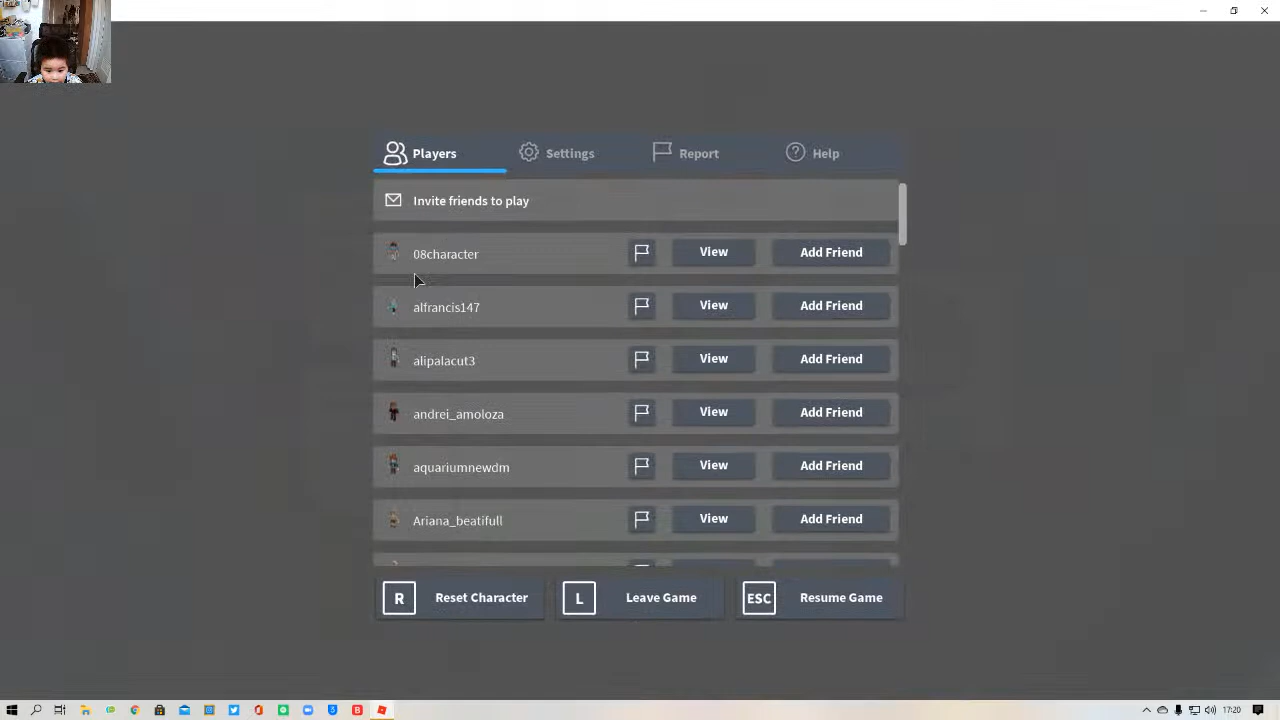 Players
Settings
Report
Help
Invite friends to play
08character
View
Add Friend
alfrancis147
View
Add Friend
alipalacut3
View
Add Friend
andrei_amoloza
View
Add Friend
aquariumnewdm
View
Add Friend
Ariana_beatifull
View
Add Friend
R
Reset Character
L
Leave Game
ESC
Resume Game
17:20